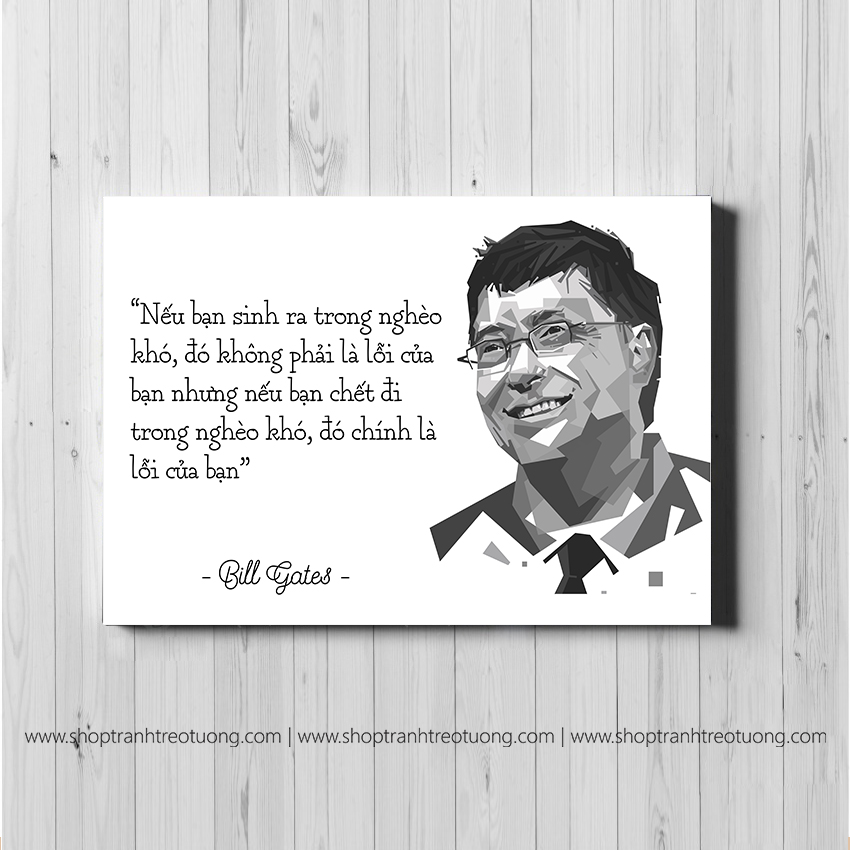 “Nếu bạn sinh ra trong nghèo
khó, đó không phải là lỗi của
bạn nhưng nếu bạn chết đi
trong nghèo khó, đó chính là
lỗi của bạn”
- Bill Gates -
www.shoptranhtreotuong.com | www.shoptranhtreotuong.com | www.shoptranhtreotuong.com